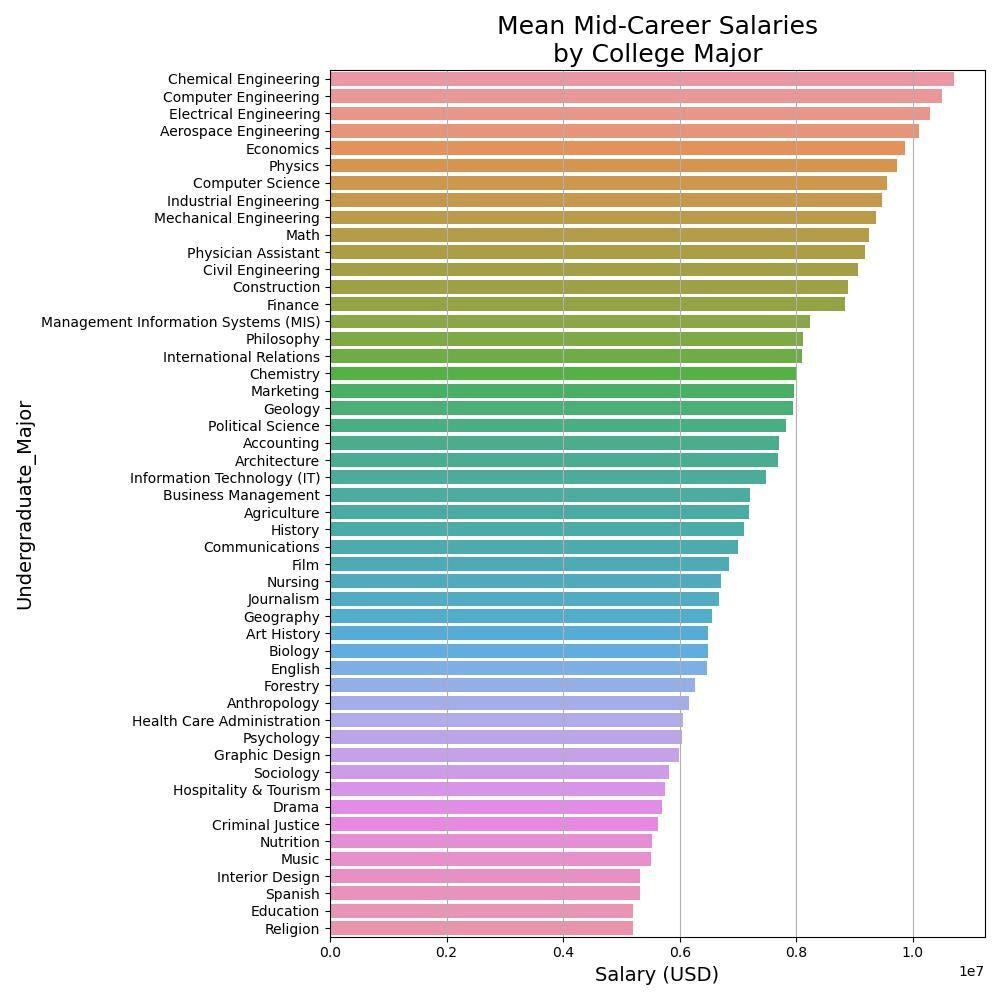 Mean Mid-Career Salaries
by College Major
Undergraduate_Major
Chemical Engineering
Computer Engineering
Electrical Engineering
Aerospace Engineering
Economics
Physics
Computer Science
Industrial Engineering
Mechanical Engineering
Math
Physician Assistant
Civil Engineering
Construction
Finance
Management Information Systems (MIS)
Philosophy
International Relations
Chemistry
Marketing
Geology
Political Science
Accounting
Architecture
Information Technology (IT)
Business Management
Agriculture
History
Communications
Film
Nursing
Journalism
Geography
Art History
Biology
English
Forestry
Anthropology
Health Care Administration
Psychology
Graphic Design
Sociology
Hospitality & Tourism
Drama
Criminal Justice
Nutrition
Music
Interior Design
Spanish
Education
Religion
0.0 0.2 0.4 0.6 0.8 1.0
1e7
Salary (USD)